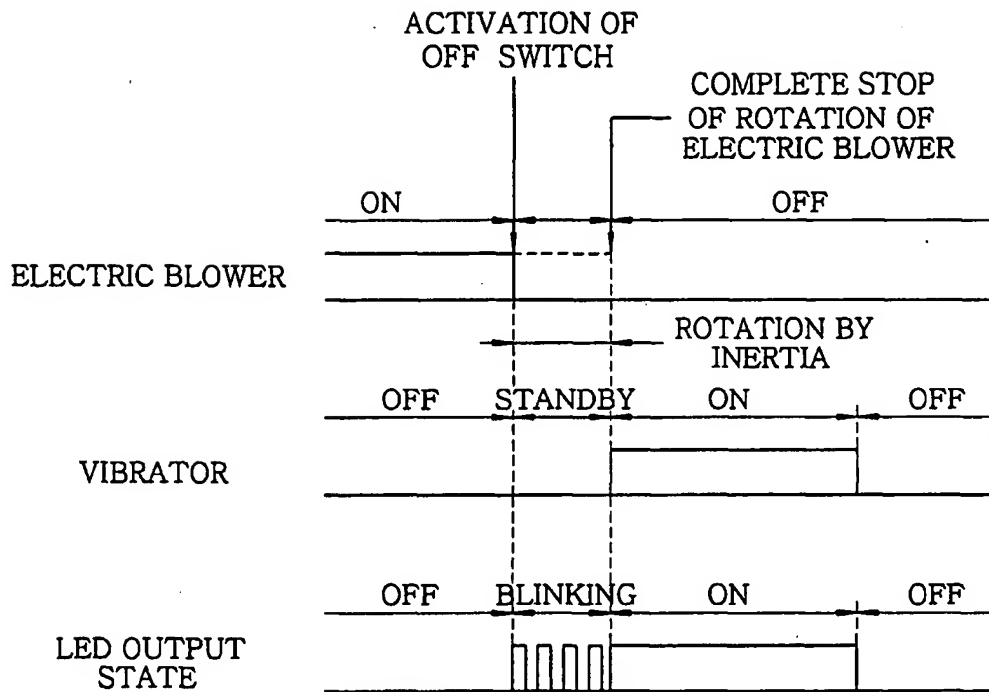 ACTIVATION OF
OFF SWITCH
COMPLETE STOP
OF ROTATION OF
ELECTRIC BLOWER
ON
OFF
ELECTRIC BLOWER
ROTATION BY
INERTIA
OFF
STANDBY
ON
OFF
VIBRATOR
OFF
BLINKING
ON
OFF
LED OUTPUT
STATE